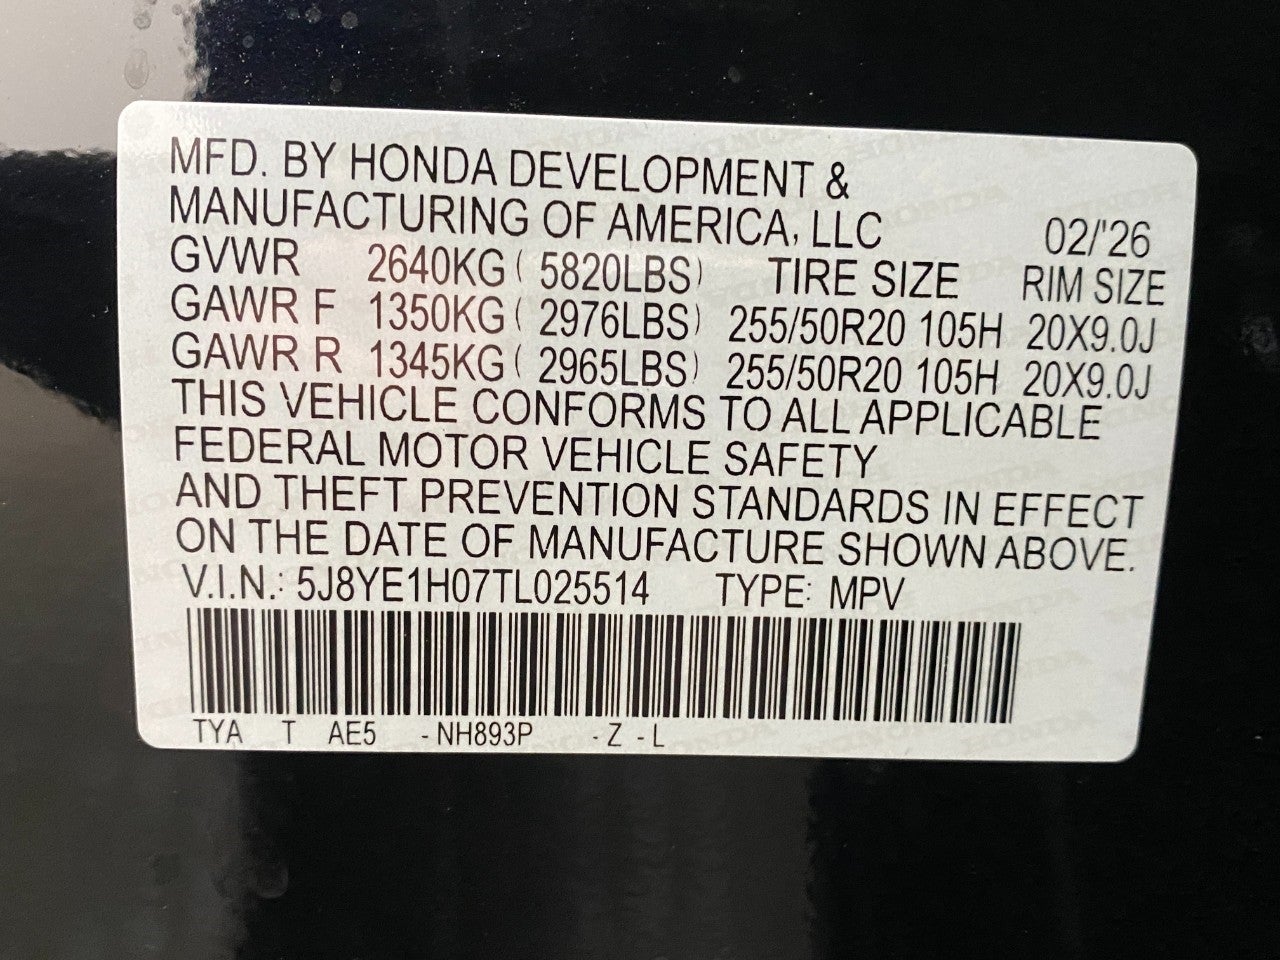 MFD. BY HONDA DEVELOPMENT &
MANUFACTURING OF AMERICA, LLC 02/'26
GVWR 2640KG ( 5820LBS) TIRE SIZE RIM SIZE
GAWR F 1350KG ( 2976LBS) 255/50R20 105H 20X9.0J
GAWR R 1345KG ( 2965LBS) 255/50R20 105H 20X9.0J
THIS VEHICLE CONFORMS TO ALL APPLICABLE
FEDERAL MOTOR VEHICLE SAFETY
AND THEFT PREVENTION STANDARDS IN EFFECT
ON THE DATE OF MANUFACTURE SHOWN ABOVE.
V.I.N.: 5J8YE1H07TL025514 TYPE: MPV
TYA T AE5 - NH893P - Z - L